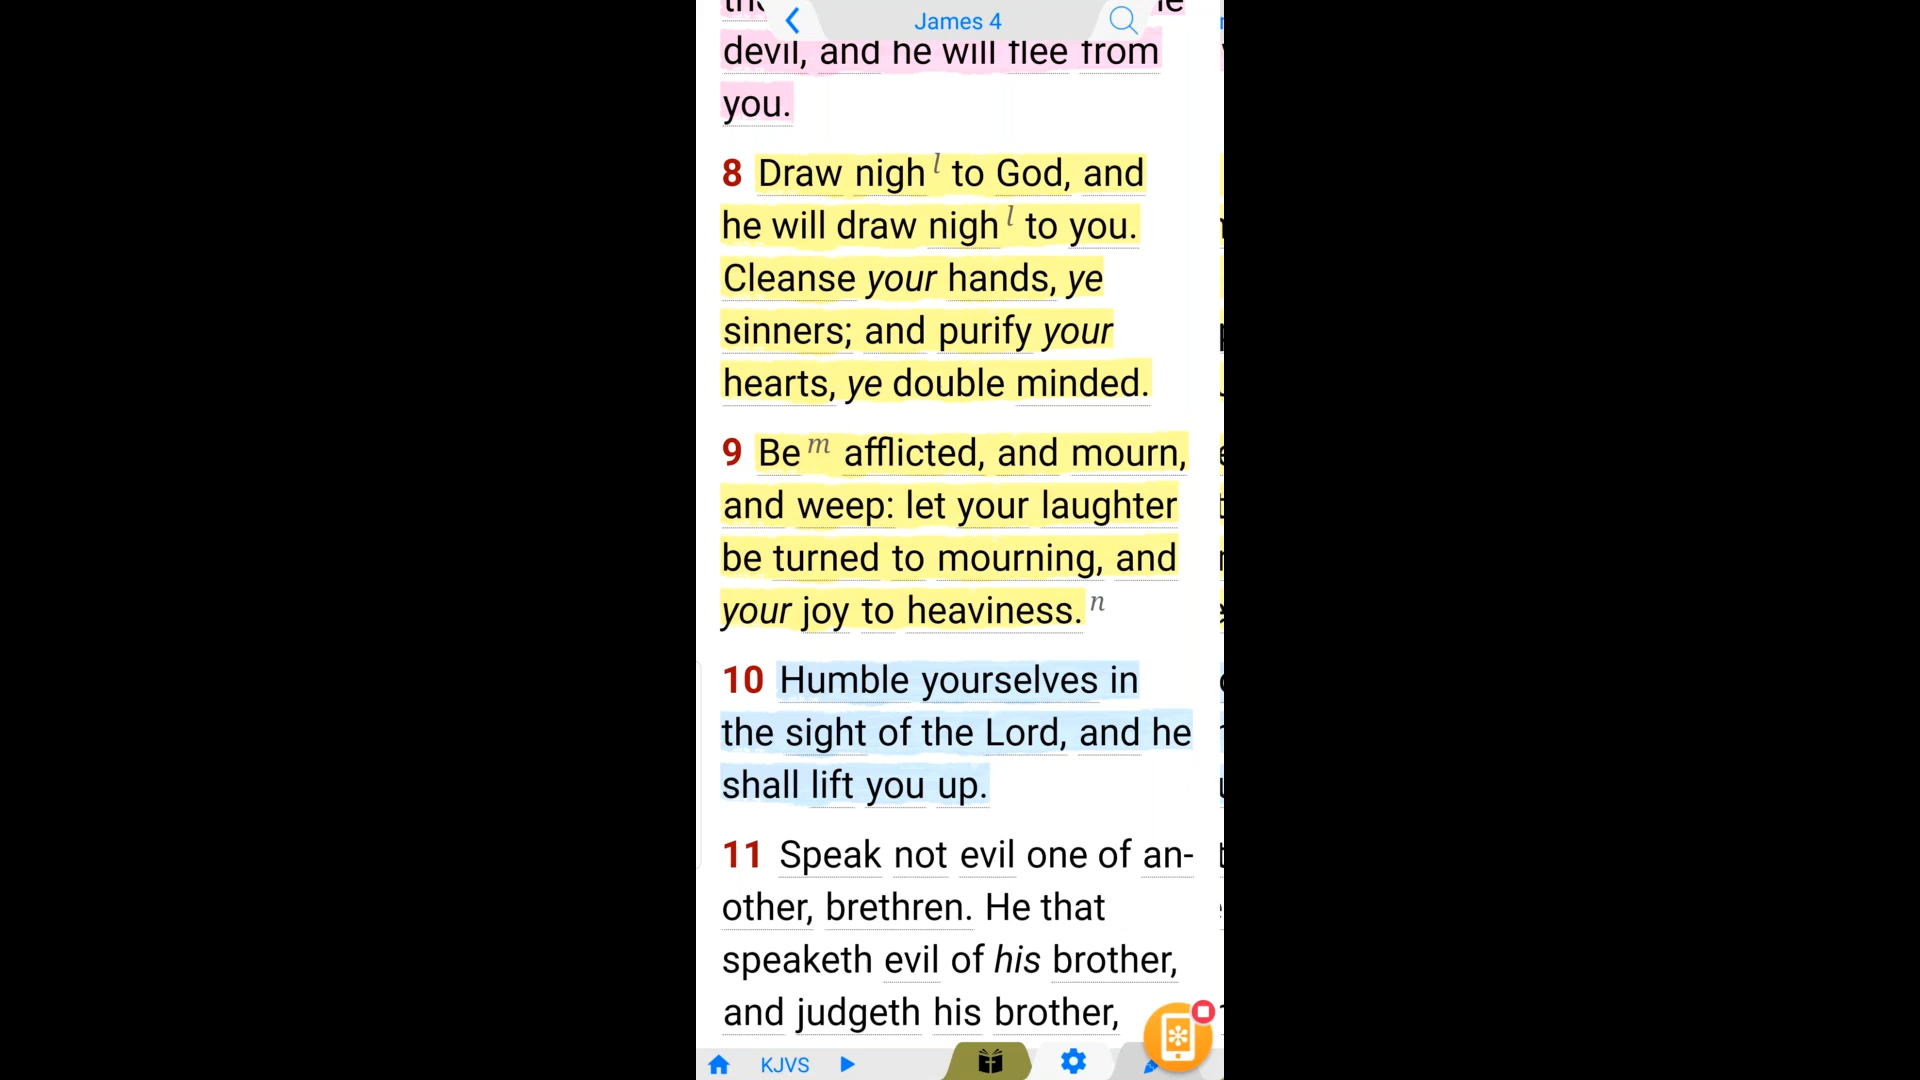 James 4
devil, and he will flee from
you.
8 Draw nigh l to God, and
he will draw nigh l to you.
Cleanse your hands, ye
sinners; and purify your
hearts, ye double minded.
9 Be m afflicted, and mourn,
and weep: let your laughter
be turned to mourning, and
your joy to heaviness. n
10 Humble yourselves in
the sight of the Lord, and he
shall lift you up.
11 Speak not evil one of an-
other, brethren. He that
speaketh evil of his brother,
and judgeth his brother,
KJVS